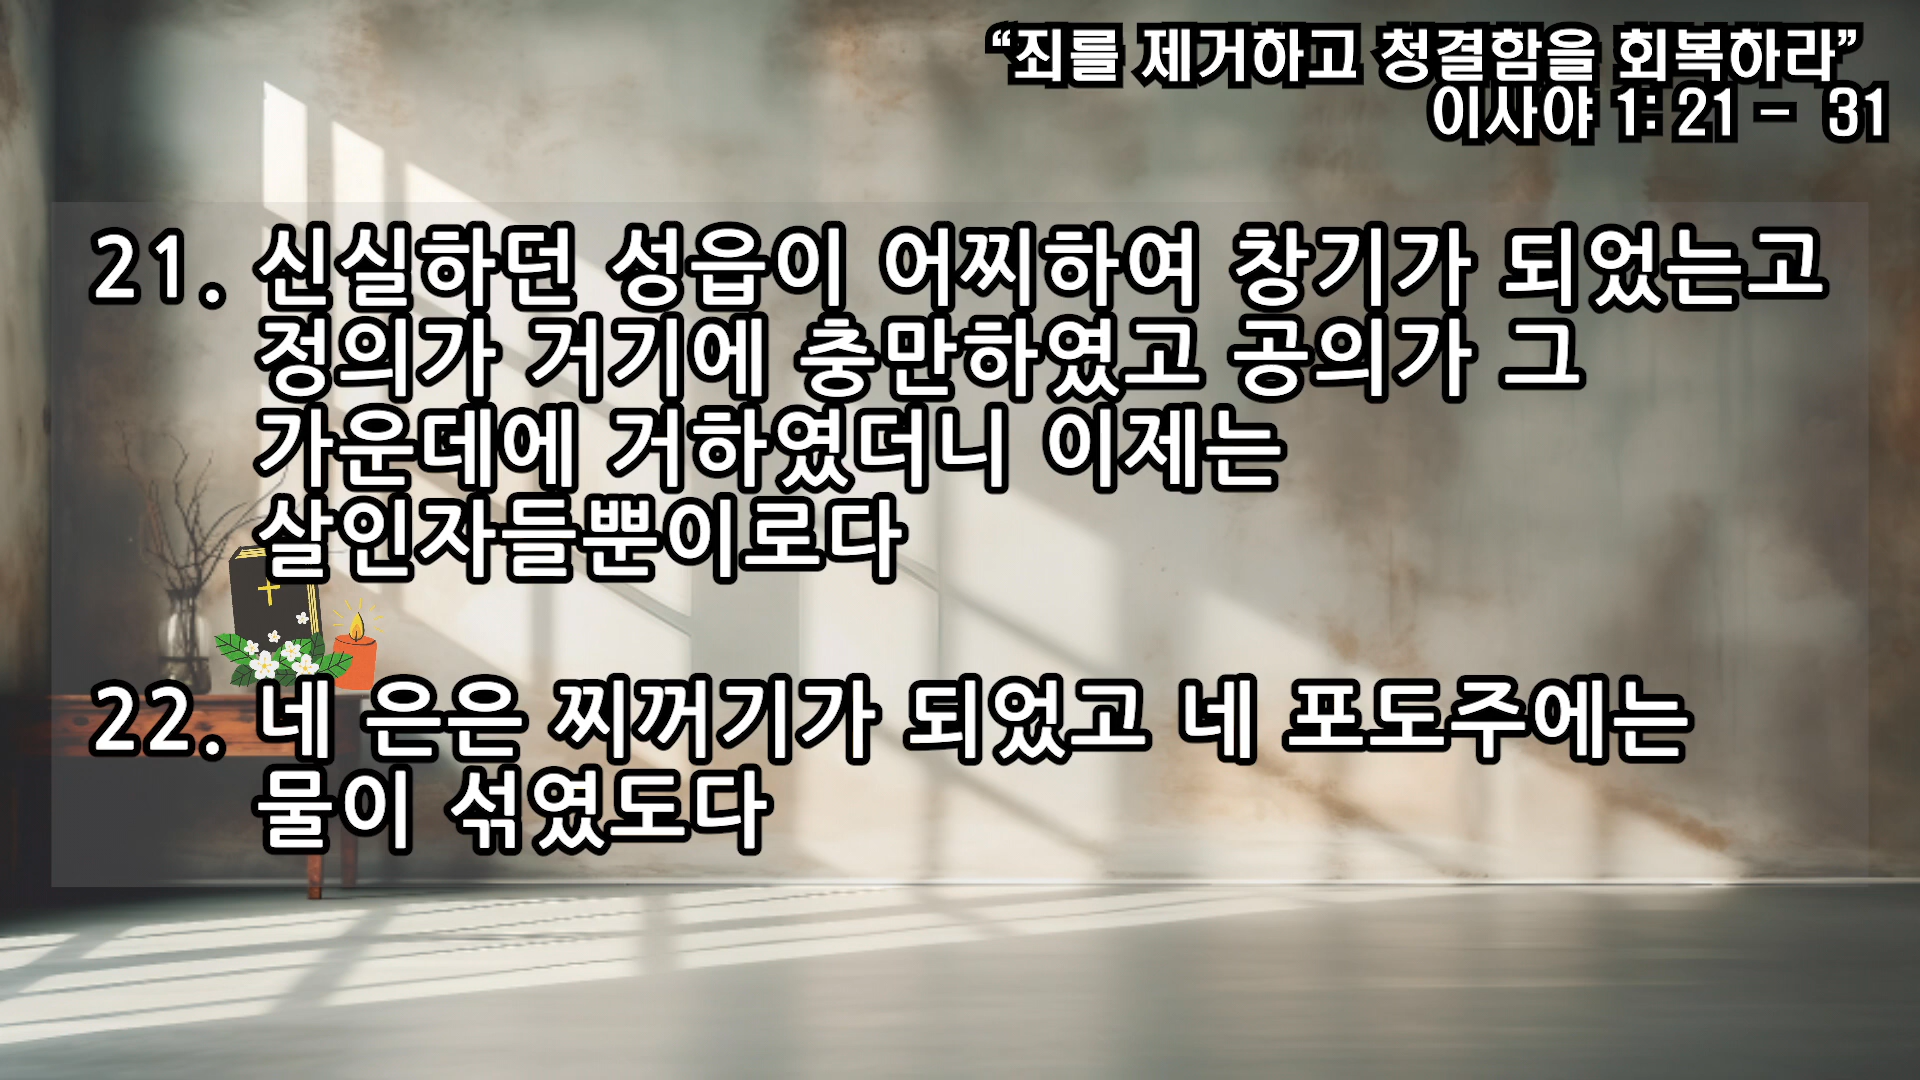 “죄를 제거하고 청결함을 회복하라”
이사야 1: 21 - 31
21. 신실하던 성읍이 어찌하여 창기가 되었는고
정의가 거기에 충만하였고 공의가 그
가운데에 거하였더니 이제는
살인자들뿐이로다
22. 네 은은 찌꺼기가 되었고 네 포도주에는
물이 섞였도다